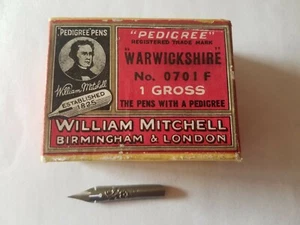 PEDIGREE PENS
William Mitchell
ESTABLISHED
1825
"PEDIGREE"
REGISTERED TRADE MARK
"WARWICKSHIRE"
No. 0701 F
1 GROSS
THE PENS WITH A PEDIGREE
WILLIAM MITCHELL
BIRMINGHAM & LONDON